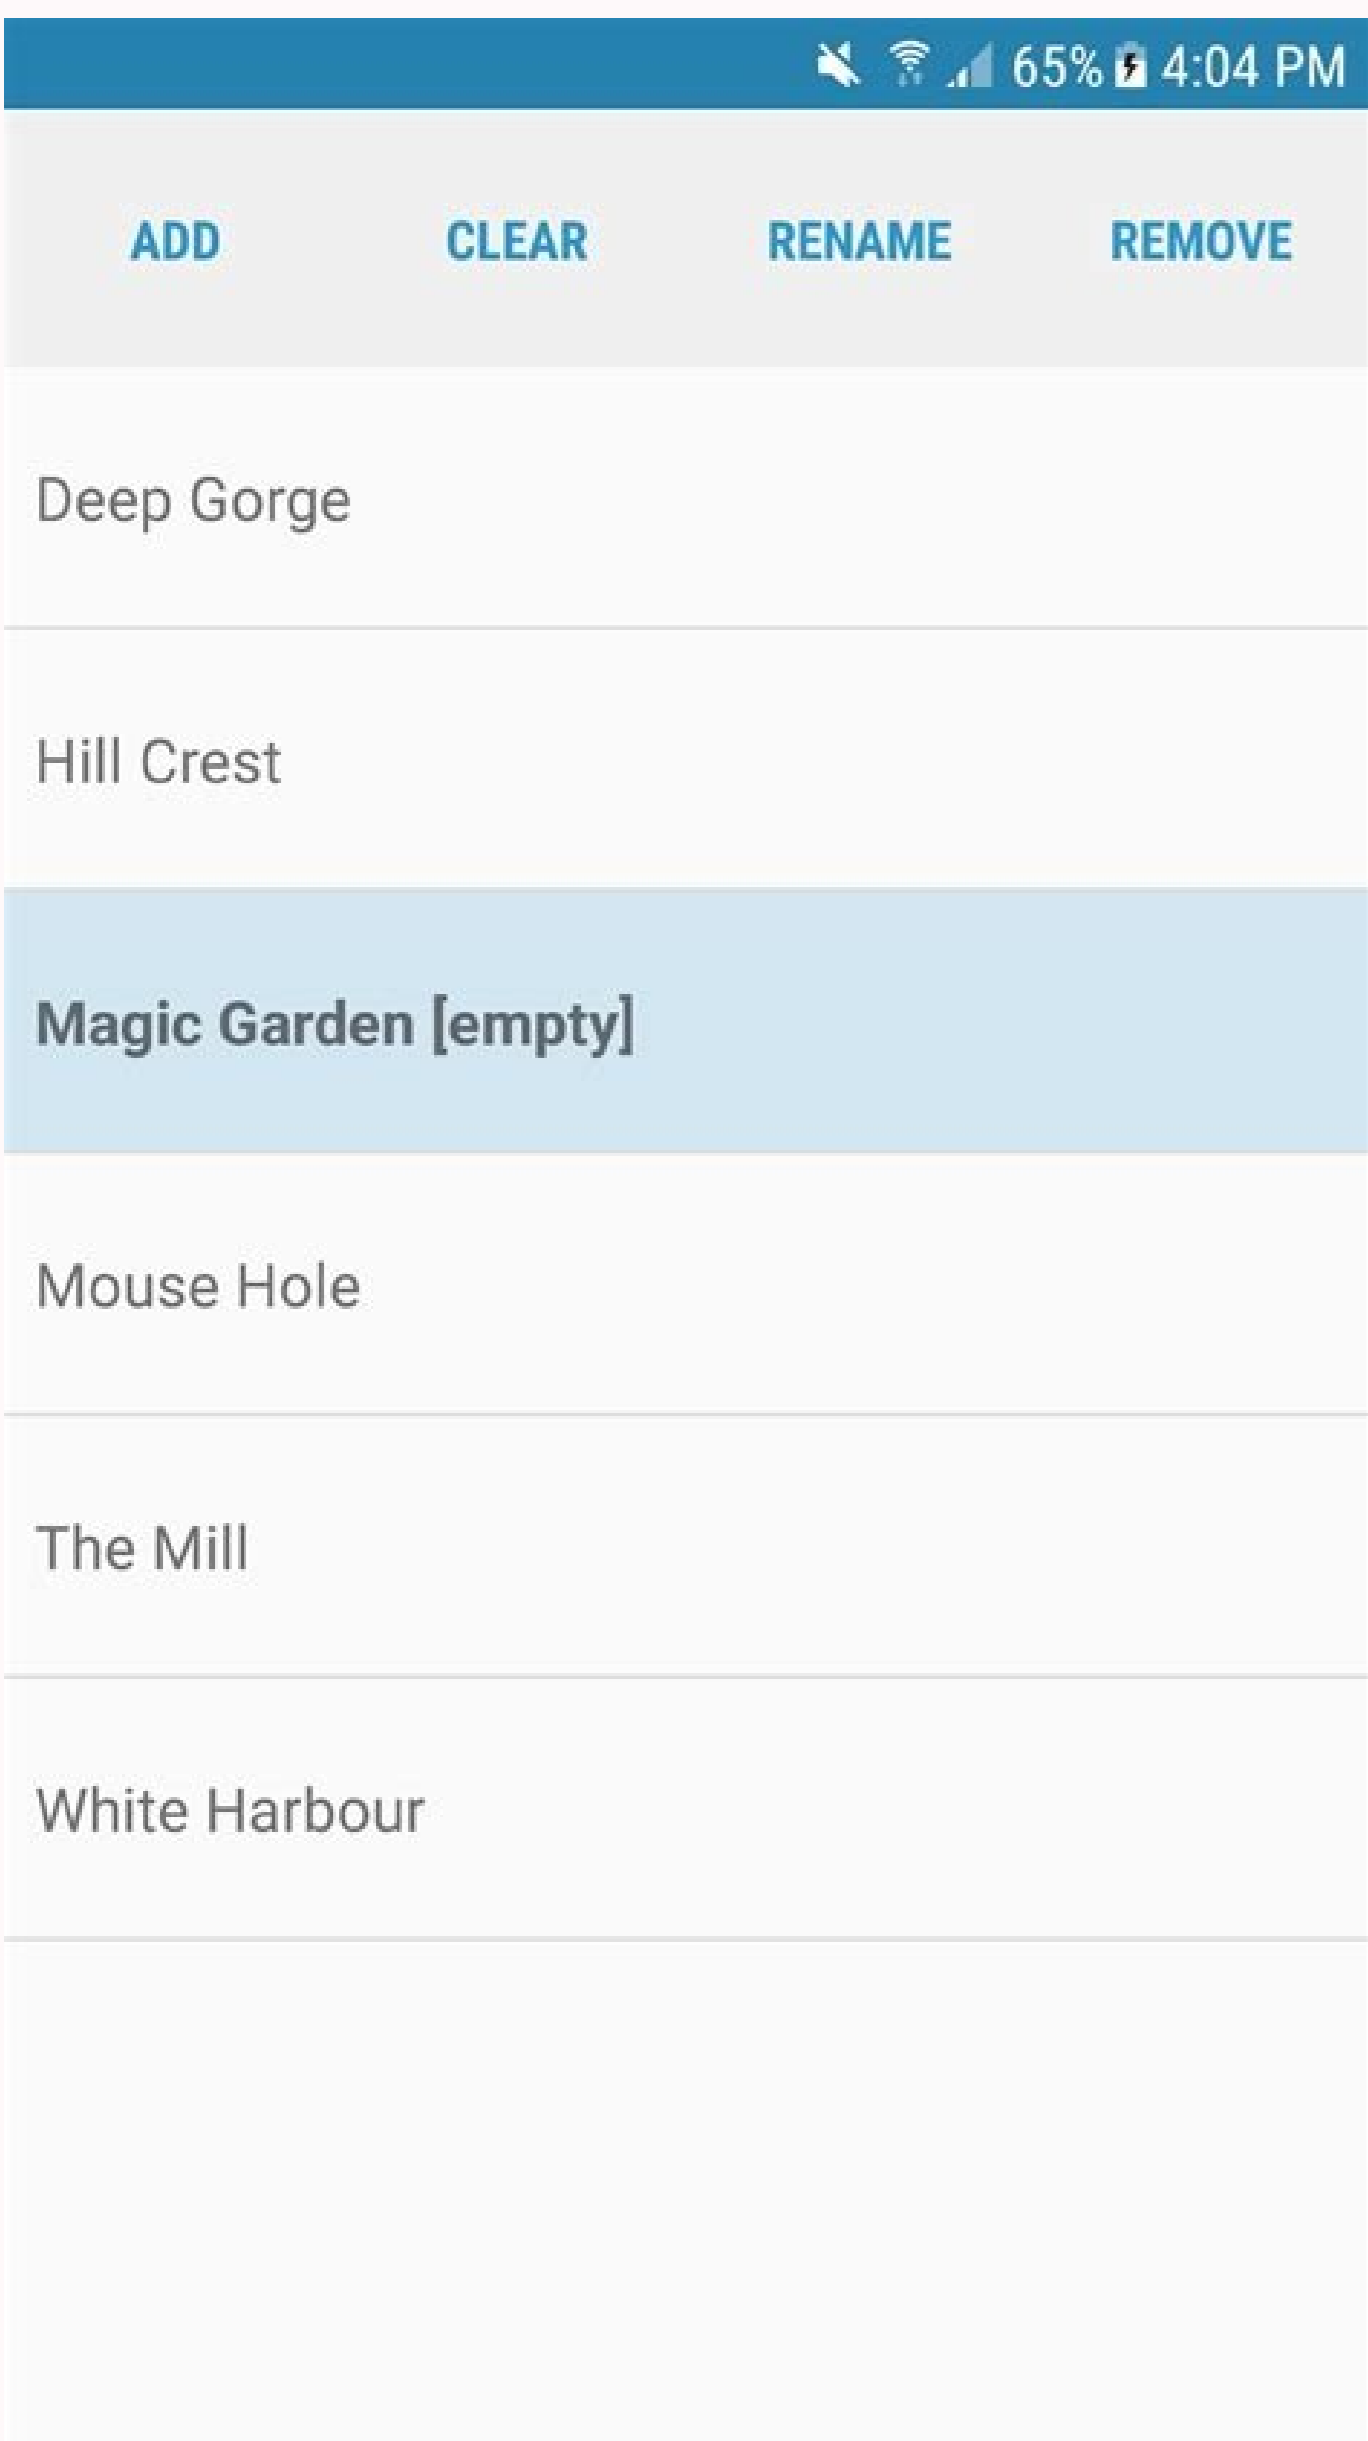 65% 4:04 PM
ADD CLEAR RENAME REMOVE
Deep Gorge
Hill Crest
Magic Garden [empty]
Mouse Hole
The Mill
White Harbour